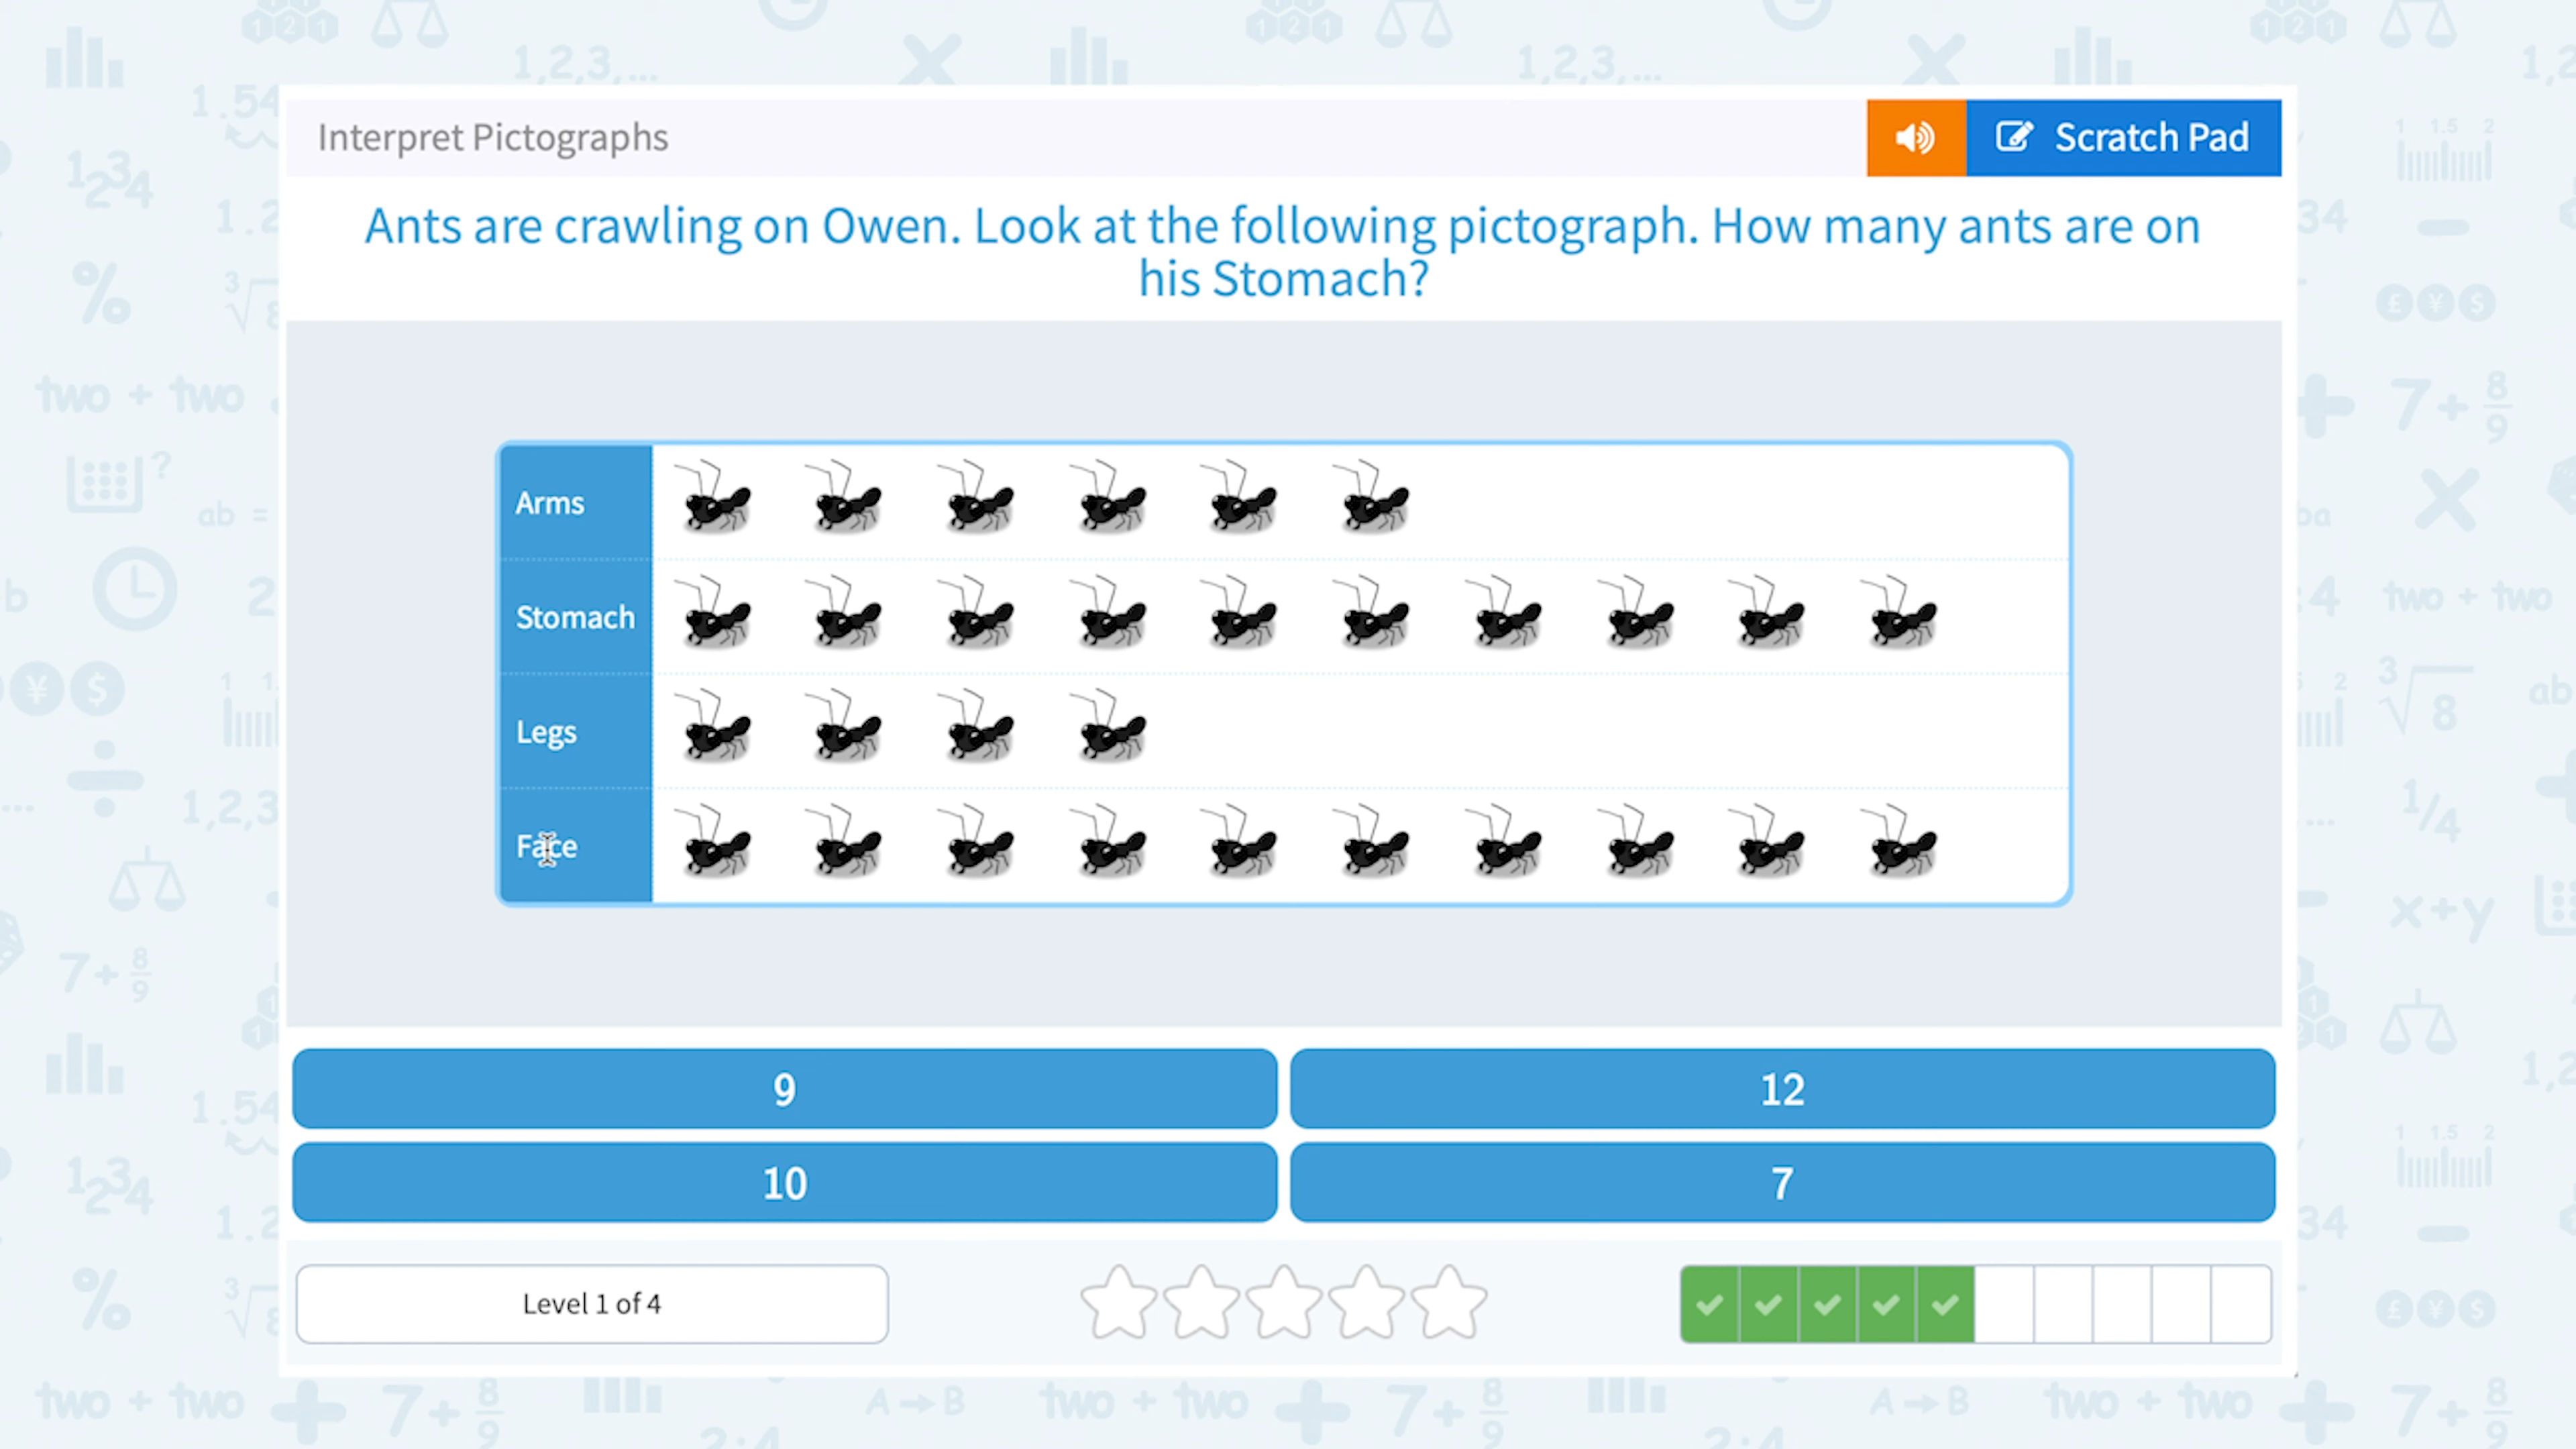 Interpret Pictographs
Scratch Pad
Ants are crawling on Owen. Look at the following pictograph. How many ants are on
his Stomach?
Arms
Stomach
Legs
Face
9
12
10
7
Level 1 of 4